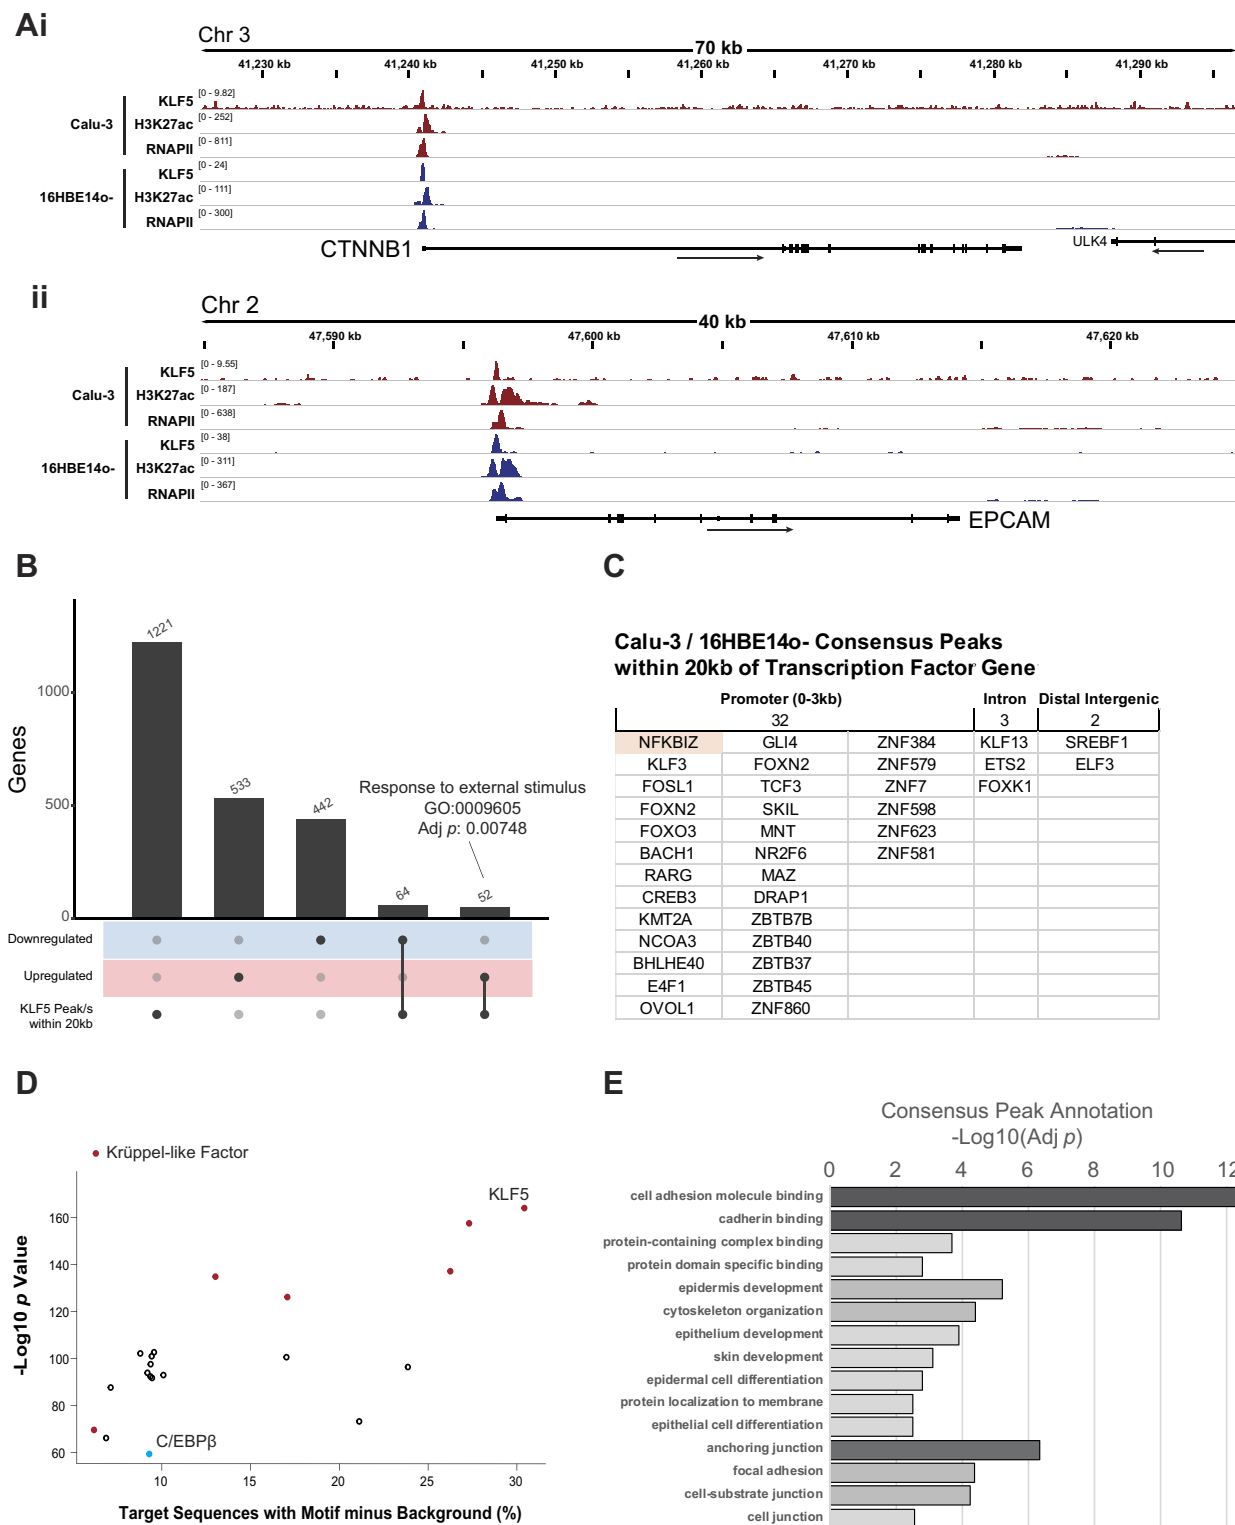 Ai
Chr 3
70 kb
41,230 kb 41,240 kb 41,250 kb 41,260 kb 41,270 kb 41,280 kb 41,290 kb
Calu-3
KLF5 [0 - 9.82]
H3K27ac [0 - 252]
RNAPII [0 - 811]
16HBE14o-
KLF5 [0 - 24]
H3K27ac [0 - 111]
RNAPII [0 - 300]
CTNNB1
ULK4
ii
Chr 2
40 kb
47,590 kb 47,600 kb 47,610 kb 47,620 kb
Calu-3
KLF5 [0 - 9.55]
H3K27ac [0 - 187]
RNAPII [0 - 638]
16HBE14o-
KLF5 [0 - 38]
H3K27ac [0 - 311]
RNAPII [0 - 367]
EPCAM
B
Genes
1000
500
0
1221
533
442
64
52
Response to external stimulus
GO:0009605
Adj p: 0.00748
Downregulated
Upregulated
KLF5 Peak/s
within 20kb
C
Calu-3 / 16HBE14o- Consensus Peaks
within 20kb of Transcription Factor Gene
Promoter (0-3kb) Intron Distal Intergenic
32 3 2
NFKBIZ GLI4 ZNF384 KLF13 SREBF1
KLF3 FOXN2 ZNF579 ETS2 ELF3
FOSL1 TCF3 ZNF7 FOXK1
FOXN2 SKIL ZNF598
FOXO3 MNT ZNF623
BACH1 NR2F6 ZNF581
RARG MAZ
CREB3 DRAP1
KMT2A ZBTB7B
NCOA3 ZBTB40
BHLHE40 ZBTB37
E4F1 ZBTB45
OVOL1 ZNF860
D
Krüppel-like Factor
KLF5
C/EBPβ
-Log10 p Value
160
140
120
100
80
60
10 15 20 25 30
Target Sequences with Motif minus Background (%)
E
Consensus Peak Annotation
-Log10(Adj p)
0 2 4 6 8 10 12
cell adhesion molecule binding
cadherin binding
protein-containing complex binding
protein domain specific binding
epidermis development
cytoskeleton organization
epithelium development
skin development
epidermal cell differentiation
protein localization to membrane
epithelial cell differentiation
anchoring junction
focal adhesion
cell-substrate junction
cell junction